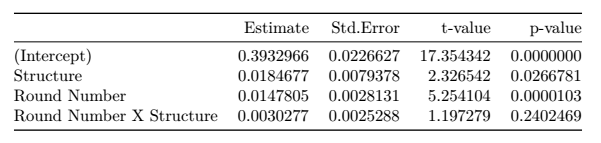 Estimate Std.Error t-value p-value
(Intercept) 0.3932966 0.0226627 17.354342 0.0000000
Structure 0.0184677 0.0079378 2.326542 0.0266781
Round Number 0.0147805 0.0028131 5.254104 0.0000103
Round Number X Structure 0.0030277 0.0025288 1.197279 0.2402469